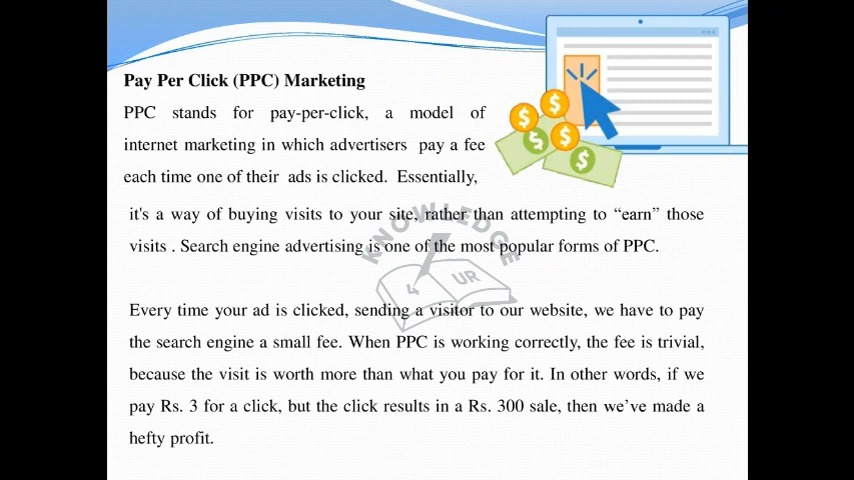 Pay Per Click (PPC) Marketing
PPC stands for pay-per-click, a model of
internet marketing in which advertisers pay a fee
each time one of their ads is clicked. Essentially,
it's a way of buying visits to your site, rather than attempting to “earn” those
visits . Search engine advertising is one of the most popular forms of PPC.
KNOWLEDGE
4 UR
Every time your ad is clicked, sending a visitor to our website, we have to pay
the search engine a small fee. When PPC is working correctly, the fee is trivial,
because the visit is worth more than what you pay for it. In other words, if we
pay Rs. 3 for a click, but the click results in a Rs. 300 sale, then we’ve made a
hefty profit.